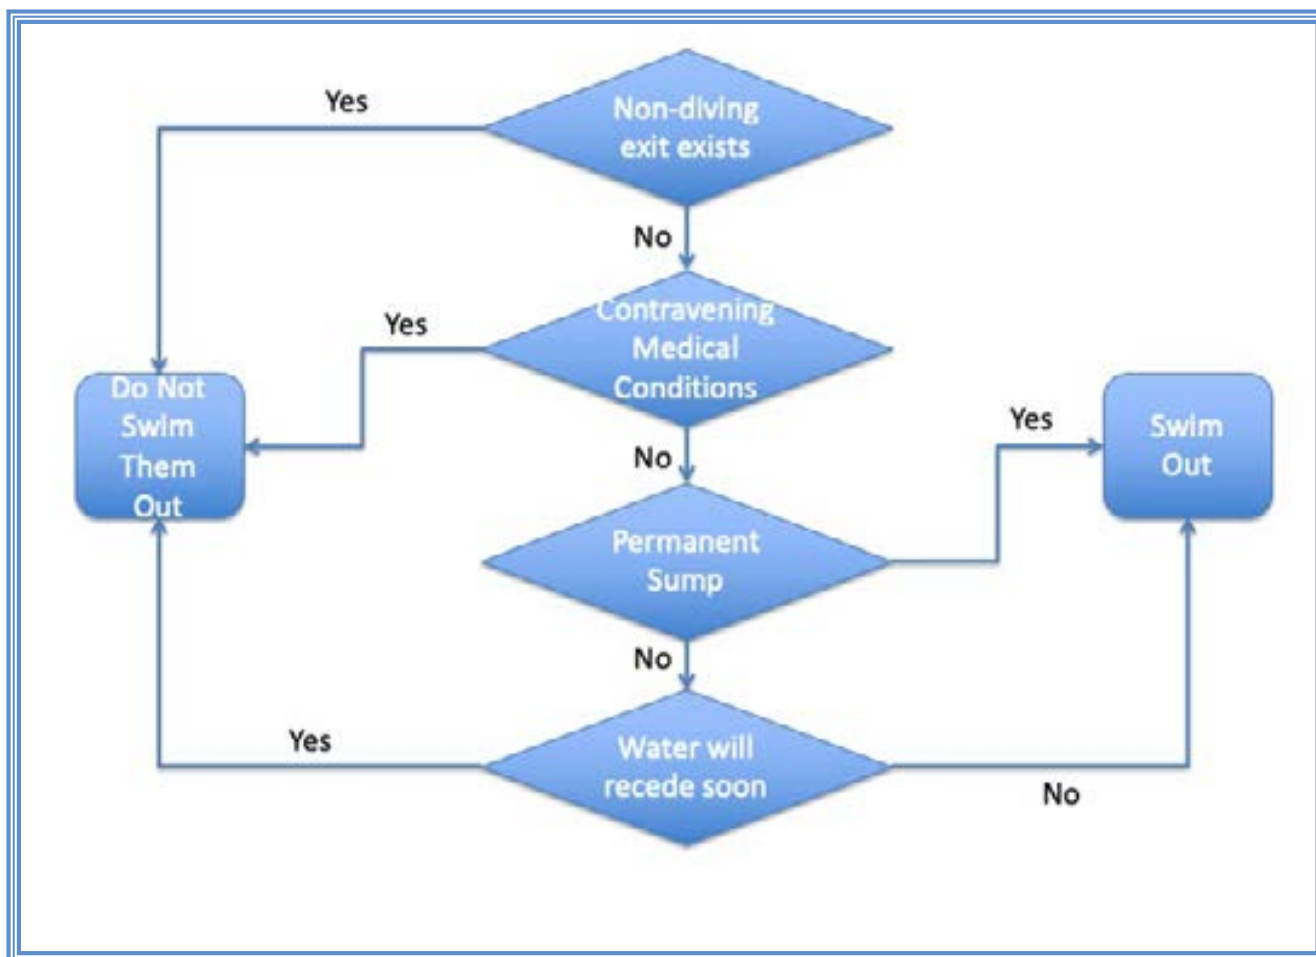 Yes
Non-diving
exit exists
No
Yes
Contravening
Medical
Conditions
Do Not
Swim
Them
Out
No
Yes
Swim
Out
Permanent
Sump
No
Yes
Water will
recede soon
No